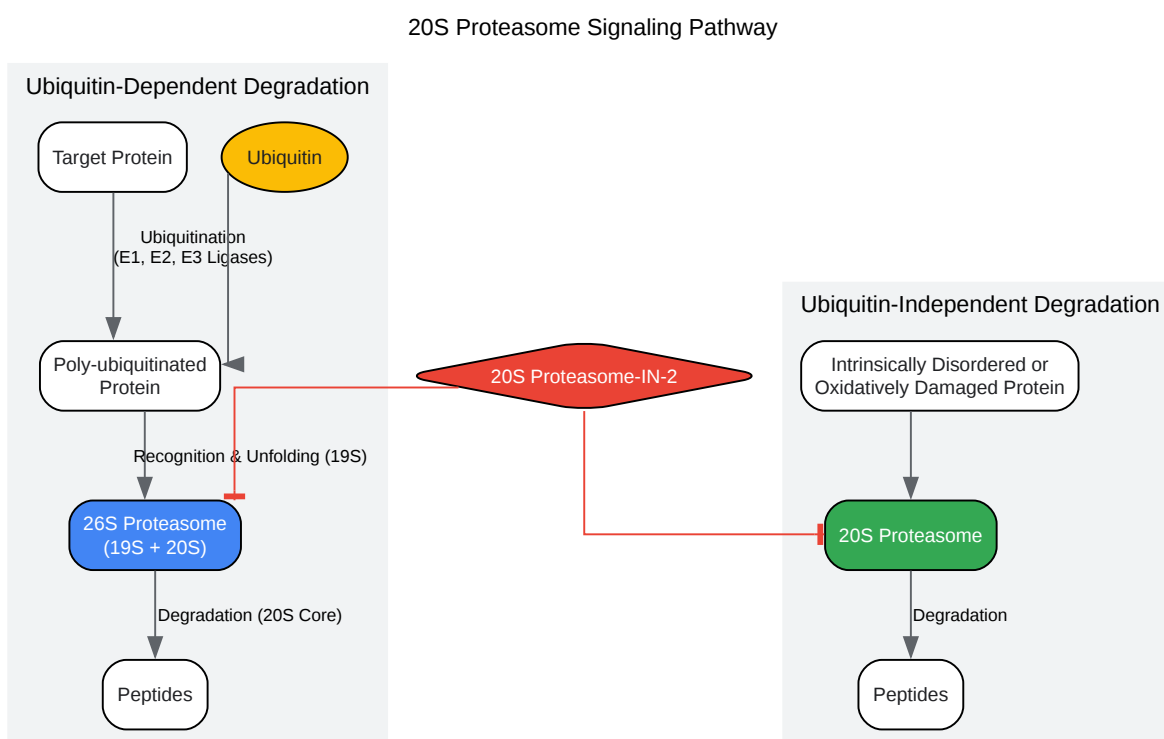 20S Proteasome Signaling Pathway
Ubiquitin-Dependent Degradation
Target Protein
Ubiquitin
Ubiquitination
(E1, E2, E3 Ligases)
Poly-ubiquitinated
Protein
Recognition & Unfolding (19S)
26S Proteasome
(19S + 20S)
Degradation (20S Core)
Peptides
20S Proteasome-IN-2
Ubiquitin-Independent Degradation
Intrinsically Disordered or
Oxidatively Damaged Protein
20S Proteasome
Degradation
Peptides